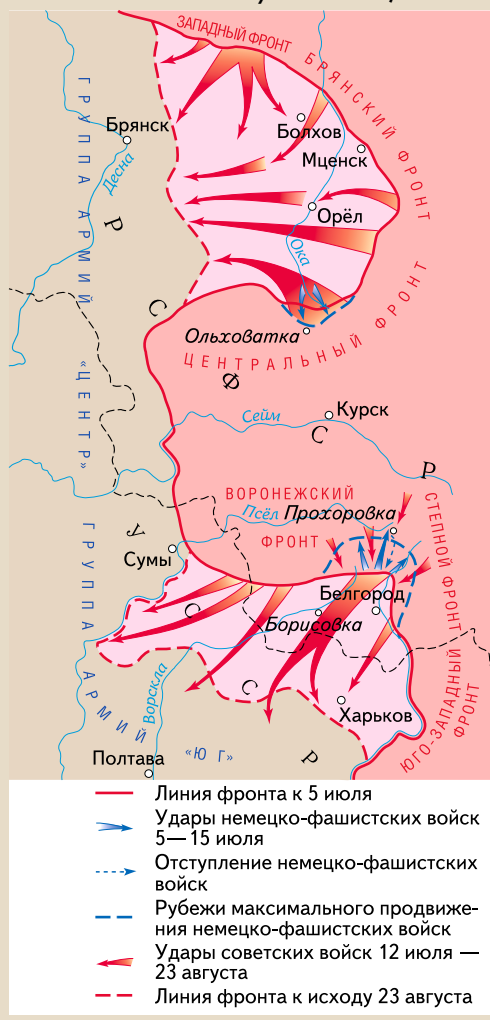 ЗАПАДНЫЙ ФРОНТ
БРЯНСКИЙ ФРОНТ
ГРУППА АРМИЙ
«ЦЕНТР»
Брянск
Десна
Болхов
Мценск
Орёл
Ока
Р
С
Ф
С
Р
Ольховатка
ЦЕНТРАЛЬНЫЙ ФРОНТ
Сейм
Курск
ВОРОНЕЖСКИЙ
ФРОНТ
Псёл
Прохоровка
СТЕПНОЙ ФРОНТ
У
С
С
Р
Сумы
Белгород
Борисовка
ГРУППА
АРМИЙ
«ЮГ»
Ворскла
Харьков
ЮГО-ЗАПАДНЫЙ
ФРОНТ
Полтава
Линия фронта к 5 июля
Удары немецко-фашистских войск
5—15 июля
Отступление немецко-фашистских
войск
Рубежи максимального продвиже-
ния немецко-фашистских войск
Удары советских войск 12 июля —
23 августа
Линия фронта к исходу 23 августа